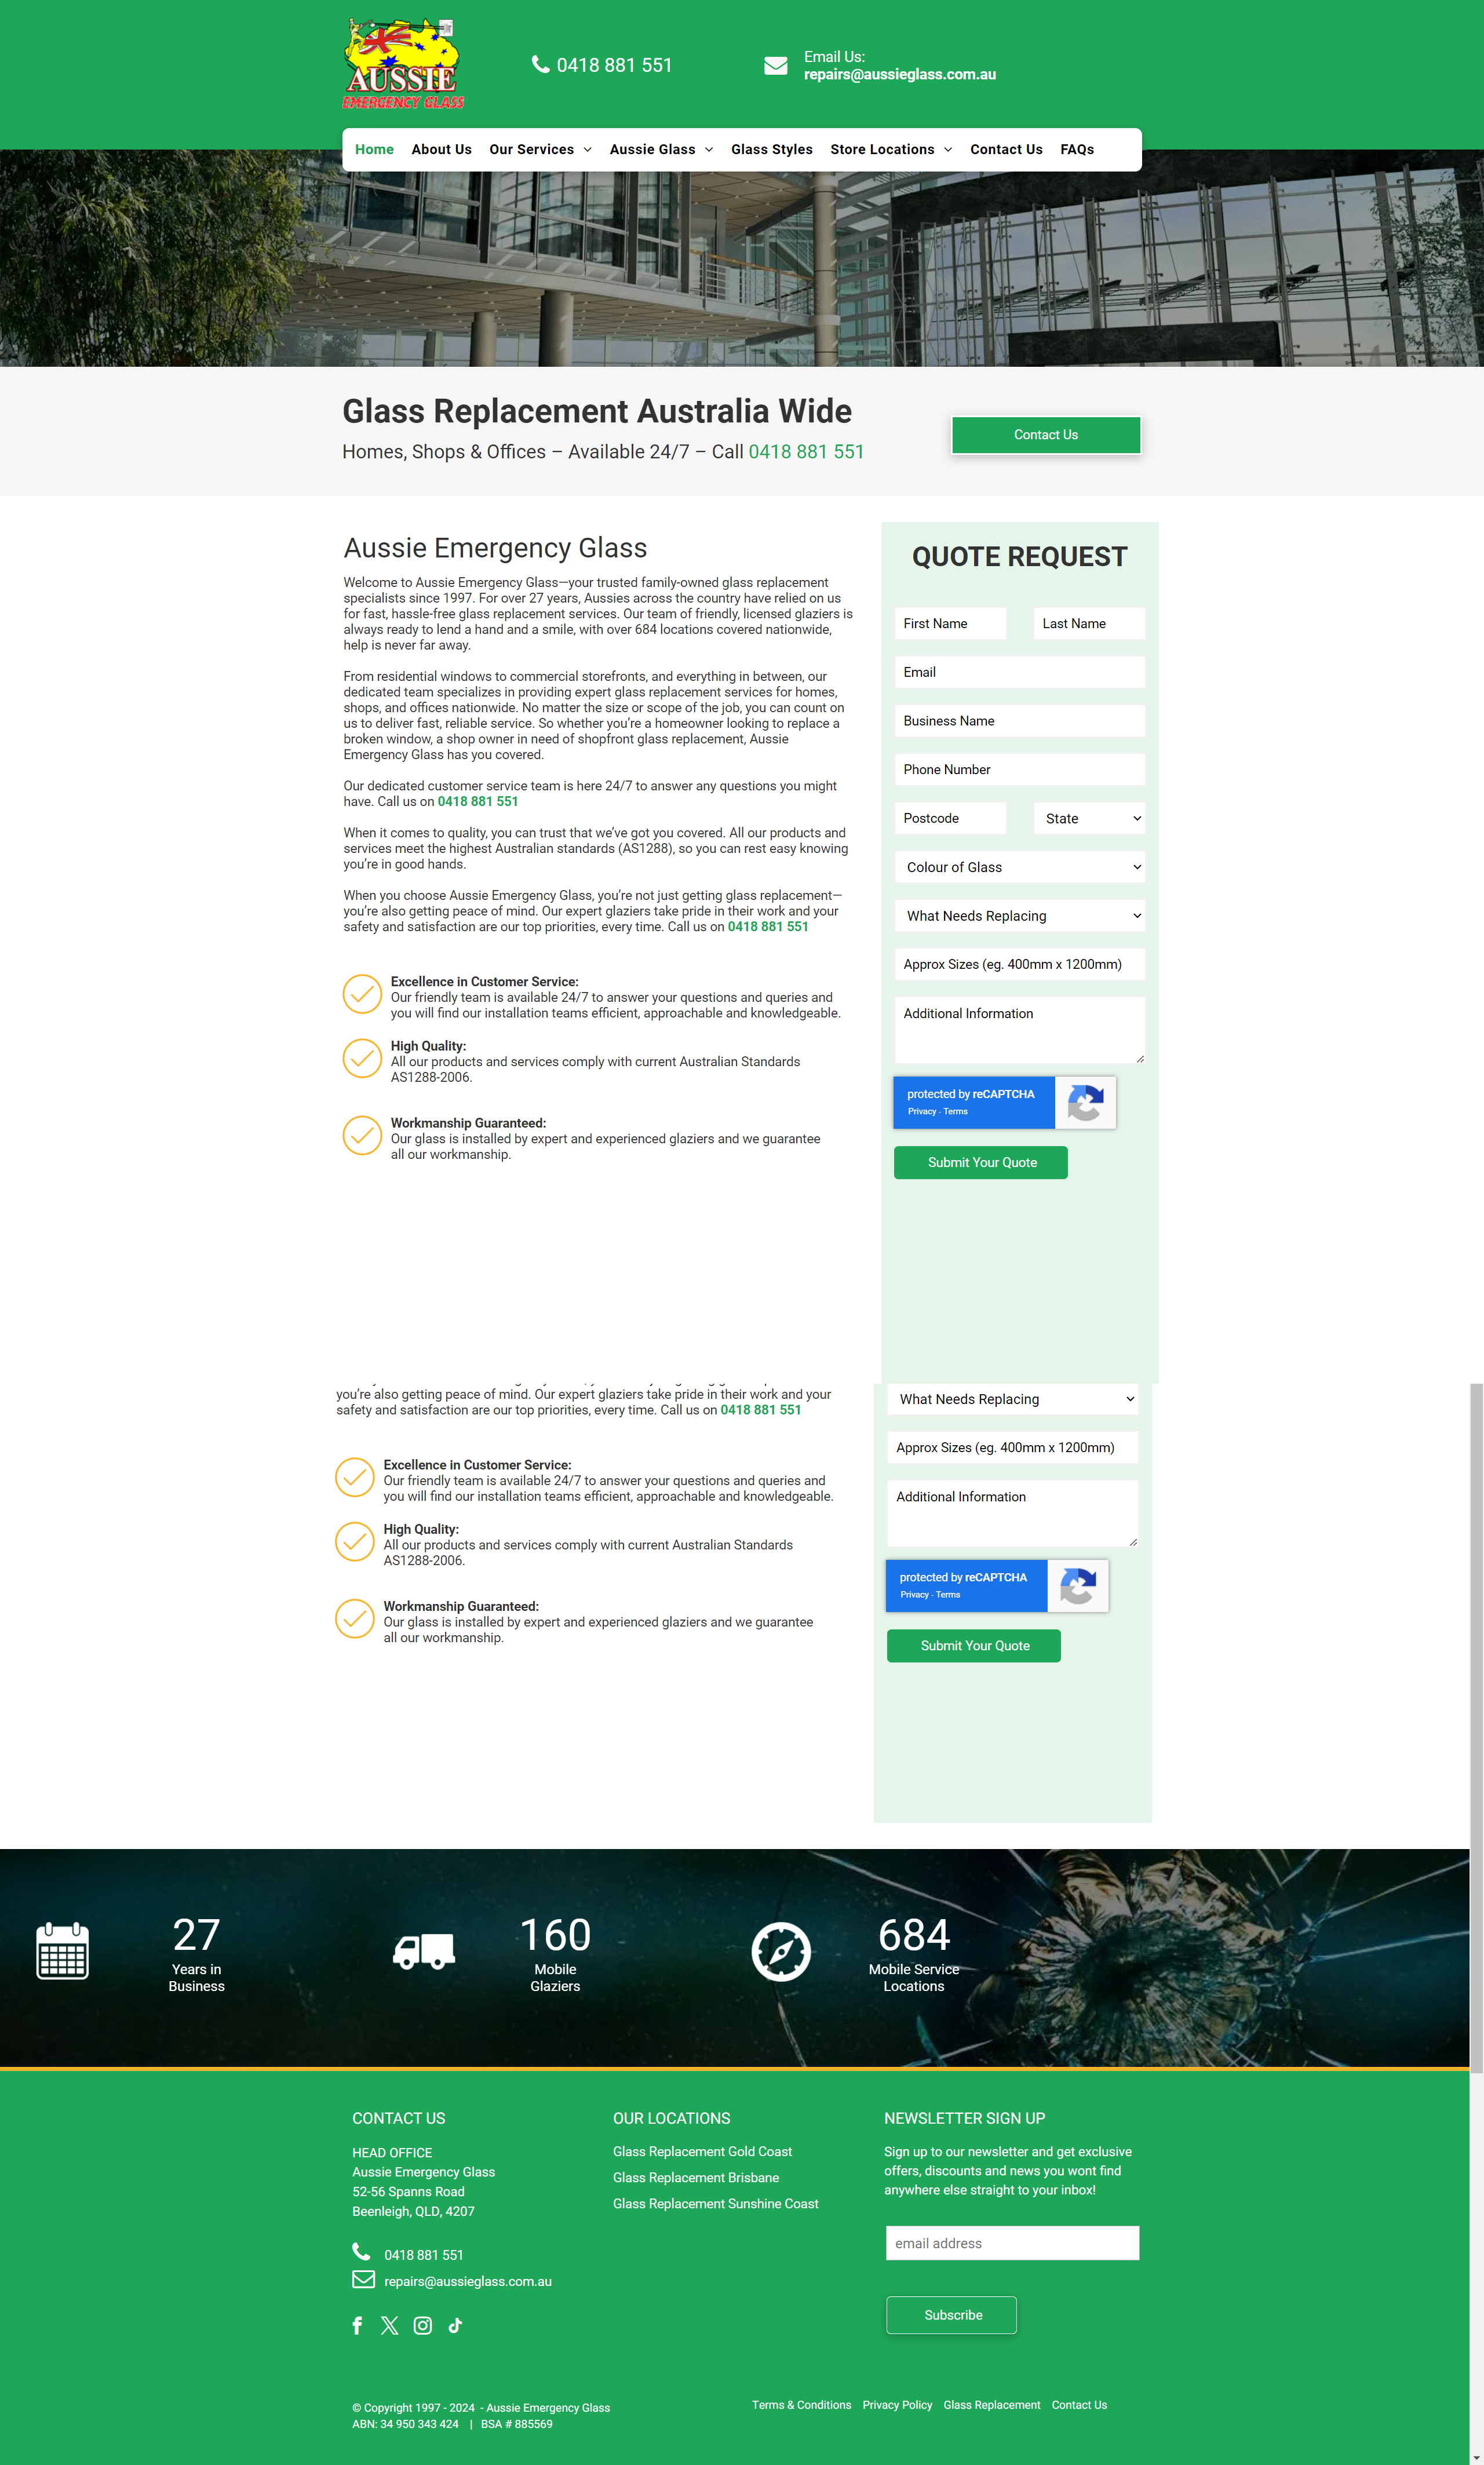 AUSSIE
EMERGENCY GLASS
0418 881 551
Email Us:
repairs@aussieglass.com.au
Home About Us Our Services Aussie Glass Glass Styles Store Locations Contact Us FAQs
Glass Replacement Australia Wide
Homes, Shops & Offices – Available 24/7 – Call 0418 881 551
Contact Us
Aussie Emergency Glass
Welcome to Aussie Emergency Glass—your trusted family-owned glass replacement
specialists since 1997. For over 27 years, Aussies across the country have relied on us
for fast, hassle-free glass replacement services. Our team of friendly, licensed glaziers is
always ready to lend a hand and a smile, with over 684 locations covered nationwide,
help is never far away.
From residential windows to commercial storefronts, and everything in between, our
dedicated team specializes in providing expert glass replacement services for homes,
shops, and offices nationwide. No matter the size or scope of the job, you can count on
us to deliver fast, reliable service. So whether you're a homeowner looking to replace a
broken window, a shop owner in need of shopfront glass replacement, Aussie
Emergency Glass has you covered.
Our dedicated customer service team is here 24/7 to answer any questions you might
have. Call us on 0418 881 551
When it comes to quality, you can trust that we've got you covered. All our products and
services meet the highest Australian standards (AS1288), so you can rest easy knowing
you're in good hands.
When you choose Aussie Emergency Glass, you're not just getting glass replacement—
you're also getting peace of mind. Our expert glaziers take pride in their work and your
safety and satisfaction are our top priorities, every time. Call us on 0418 881 551
Excellence in Customer Service:
Our friendly team is available 24/7 to answer your questions and queries and
you will find our installation teams efficient, approachable and knowledgeable.
High Quality:
All our products and services comply with current Australian Standards
AS1288-2006.
Workmanship Guaranteed:
Our glass is installed by expert and experienced glaziers and we guarantee
all our workmanship.
QUOTE REQUEST
First Name Last Name
Email
Business Name
Phone Number
Postcode State
Colour of Glass
What Needs Replacing
Approx Sizes (eg. 400mm x 1200mm)
Additional Information
protected by reCAPTCHA
Privacy - Terms
Submit Your Quote
you're also getting peace of mind. Our expert glaziers take pride in their work and your
safety and satisfaction are our top priorities, every time. Call us on 0418 881 551
Excellence in Customer Service:
Our friendly team is available 24/7 to answer your questions and queries and
you will find our installation teams efficient, approachable and knowledgeable.
High Quality:
All our products and services comply with current Australian Standards
AS1288-2006.
Workmanship Guaranteed:
Our glass is installed by expert and experienced glaziers and we guarantee
all our workmanship.
What Needs Replacing
Approx Sizes (eg. 400mm x 1200mm)
Additional Information
protected by reCAPTCHA
Privacy - Terms
Submit Your Quote
27
Years in
Business
160
Mobile
Glaziers
684
Mobile Service
Locations
CONTACT US
HEAD OFFICE
Aussie Emergency Glass
52-56 Spanns Road
Beenleigh, QLD, 4207
0418 881 551
repairs@aussieglass.com.au
OUR LOCATIONS
Glass Replacement Gold Coast
Glass Replacement Brisbane
Glass Replacement Sunshine Coast
NEWSLETTER SIGN UP
Sign up to our newsletter and get exclusive
offers, discounts and news you wont find
anywhere else straight to your inbox!
email address
Subscribe
© Copyright 1997 - 2024 - Aussie Emergency Glass
ABN: 34 950 343 424 | BSA # 885569
Terms & Conditions Privacy Policy Glass Replacement Contact Us